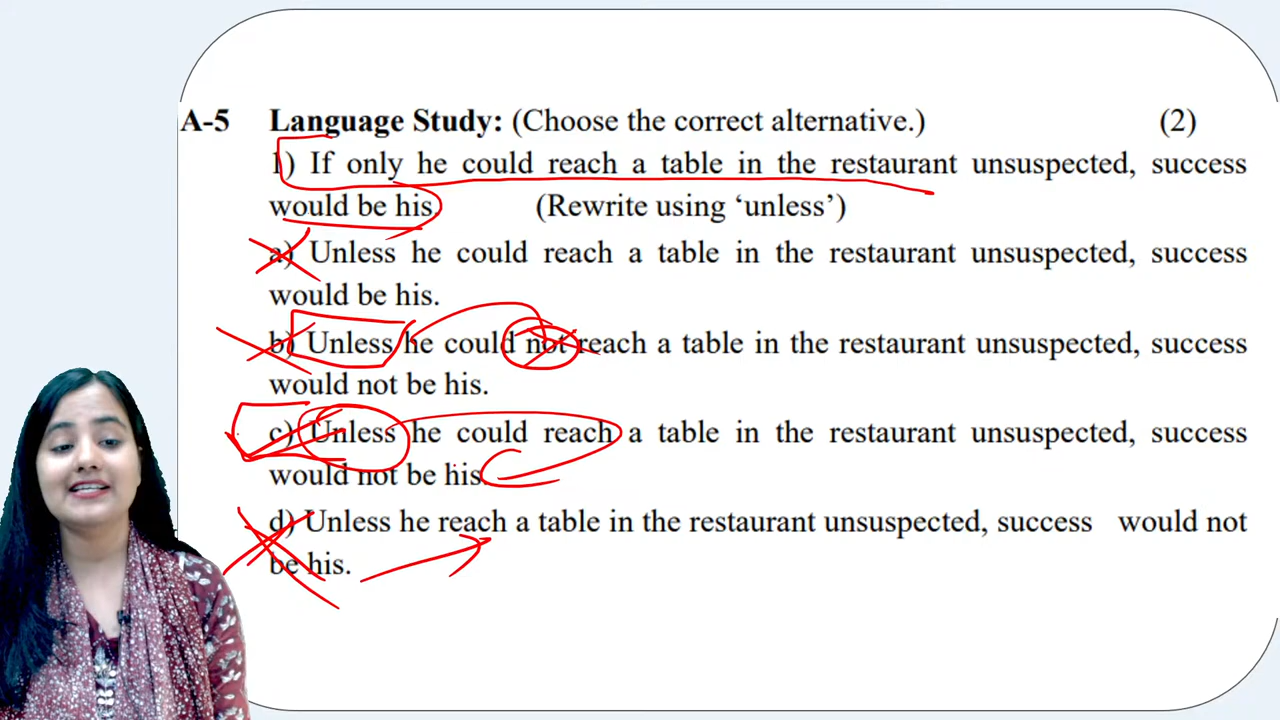 A-5 Language Study: (Choose the correct alternative.) (2)
1) If only he could reach a table in the restaurant unsuspected, success
would be his. (Rewrite using ‘unless’)
a) Unless he could reach a table in the restaurant unsuspected, success
would be his.
b) Unless he could not reach a table in the restaurant unsuspected, success
would not be his.
c) Unless he could reach a table in the restaurant unsuspected, success
would not be his.
d) Unless he reach a table in the restaurant unsuspected, success would not
be his.